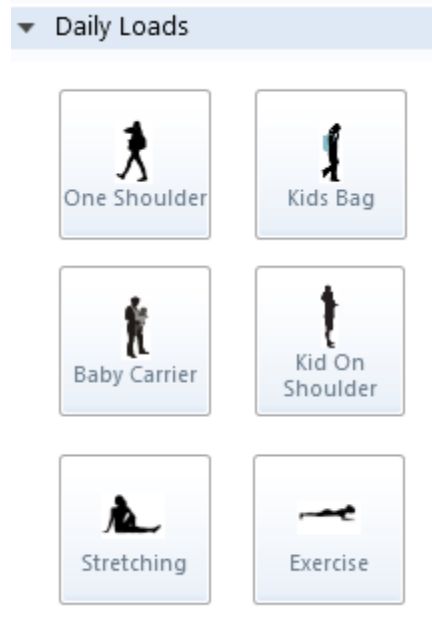 Daily Loads
One Shoulder
Kids Bag
Baby Carrier
Kid On
Shoulder
Stretching
Exercise